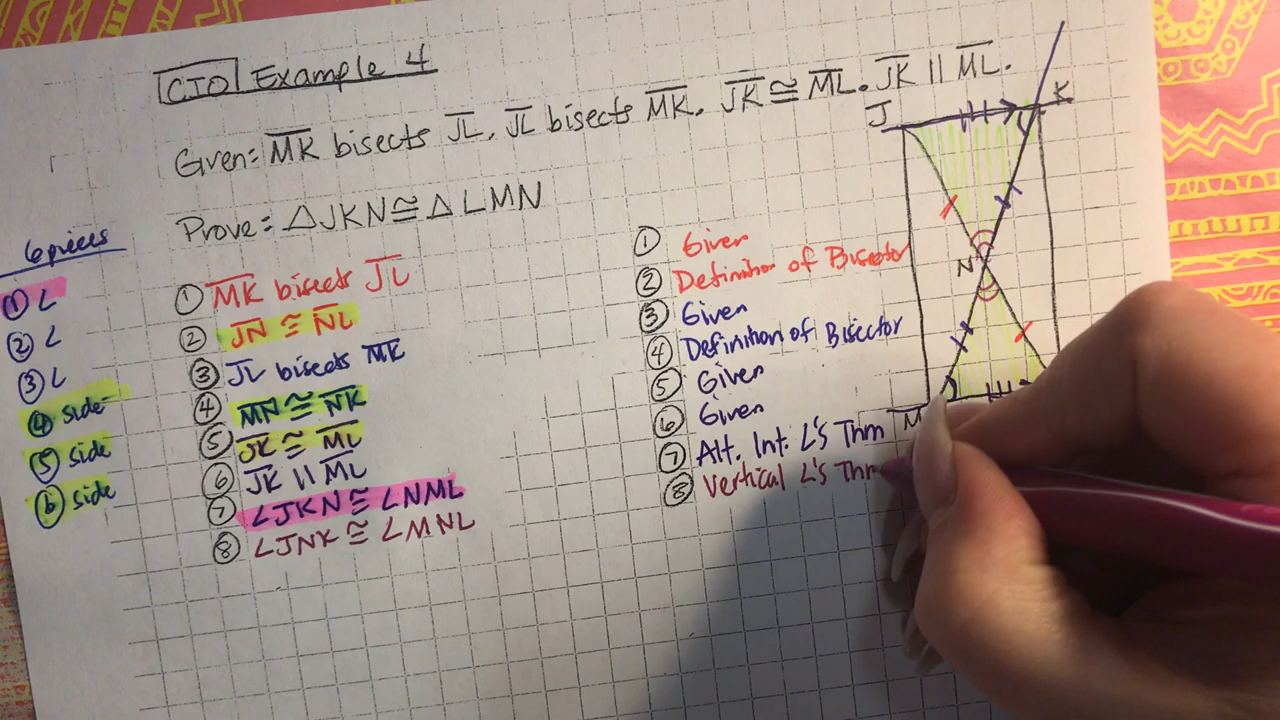 CTO Example 4
Given: MK bisects JL, JL bisects MK, JK ≅ ML. JK || ML.
Prove: △JKN ≅ △LMN
6 pieces
① ∠
② ∠
③ ∠
④ side
⑤ side
⑥ side
① MK bisects JL
② JN ≅ NL
③ JL bisects MK
④ MN ≅ NK
⑤ JK ≅ ML
⑥ JK || ML
⑦ ∠JKN ≅ ∠NML
⑧ ∠JNK ≅ ∠MNL
① Given
② Definition of Bisector
③ Given
④ Definition of Bisector
⑤ Given
⑥ Given
⑦ Alt. Int. ∠'s Thm
⑧ Vertical ∠'s Thm
J
K
N
M